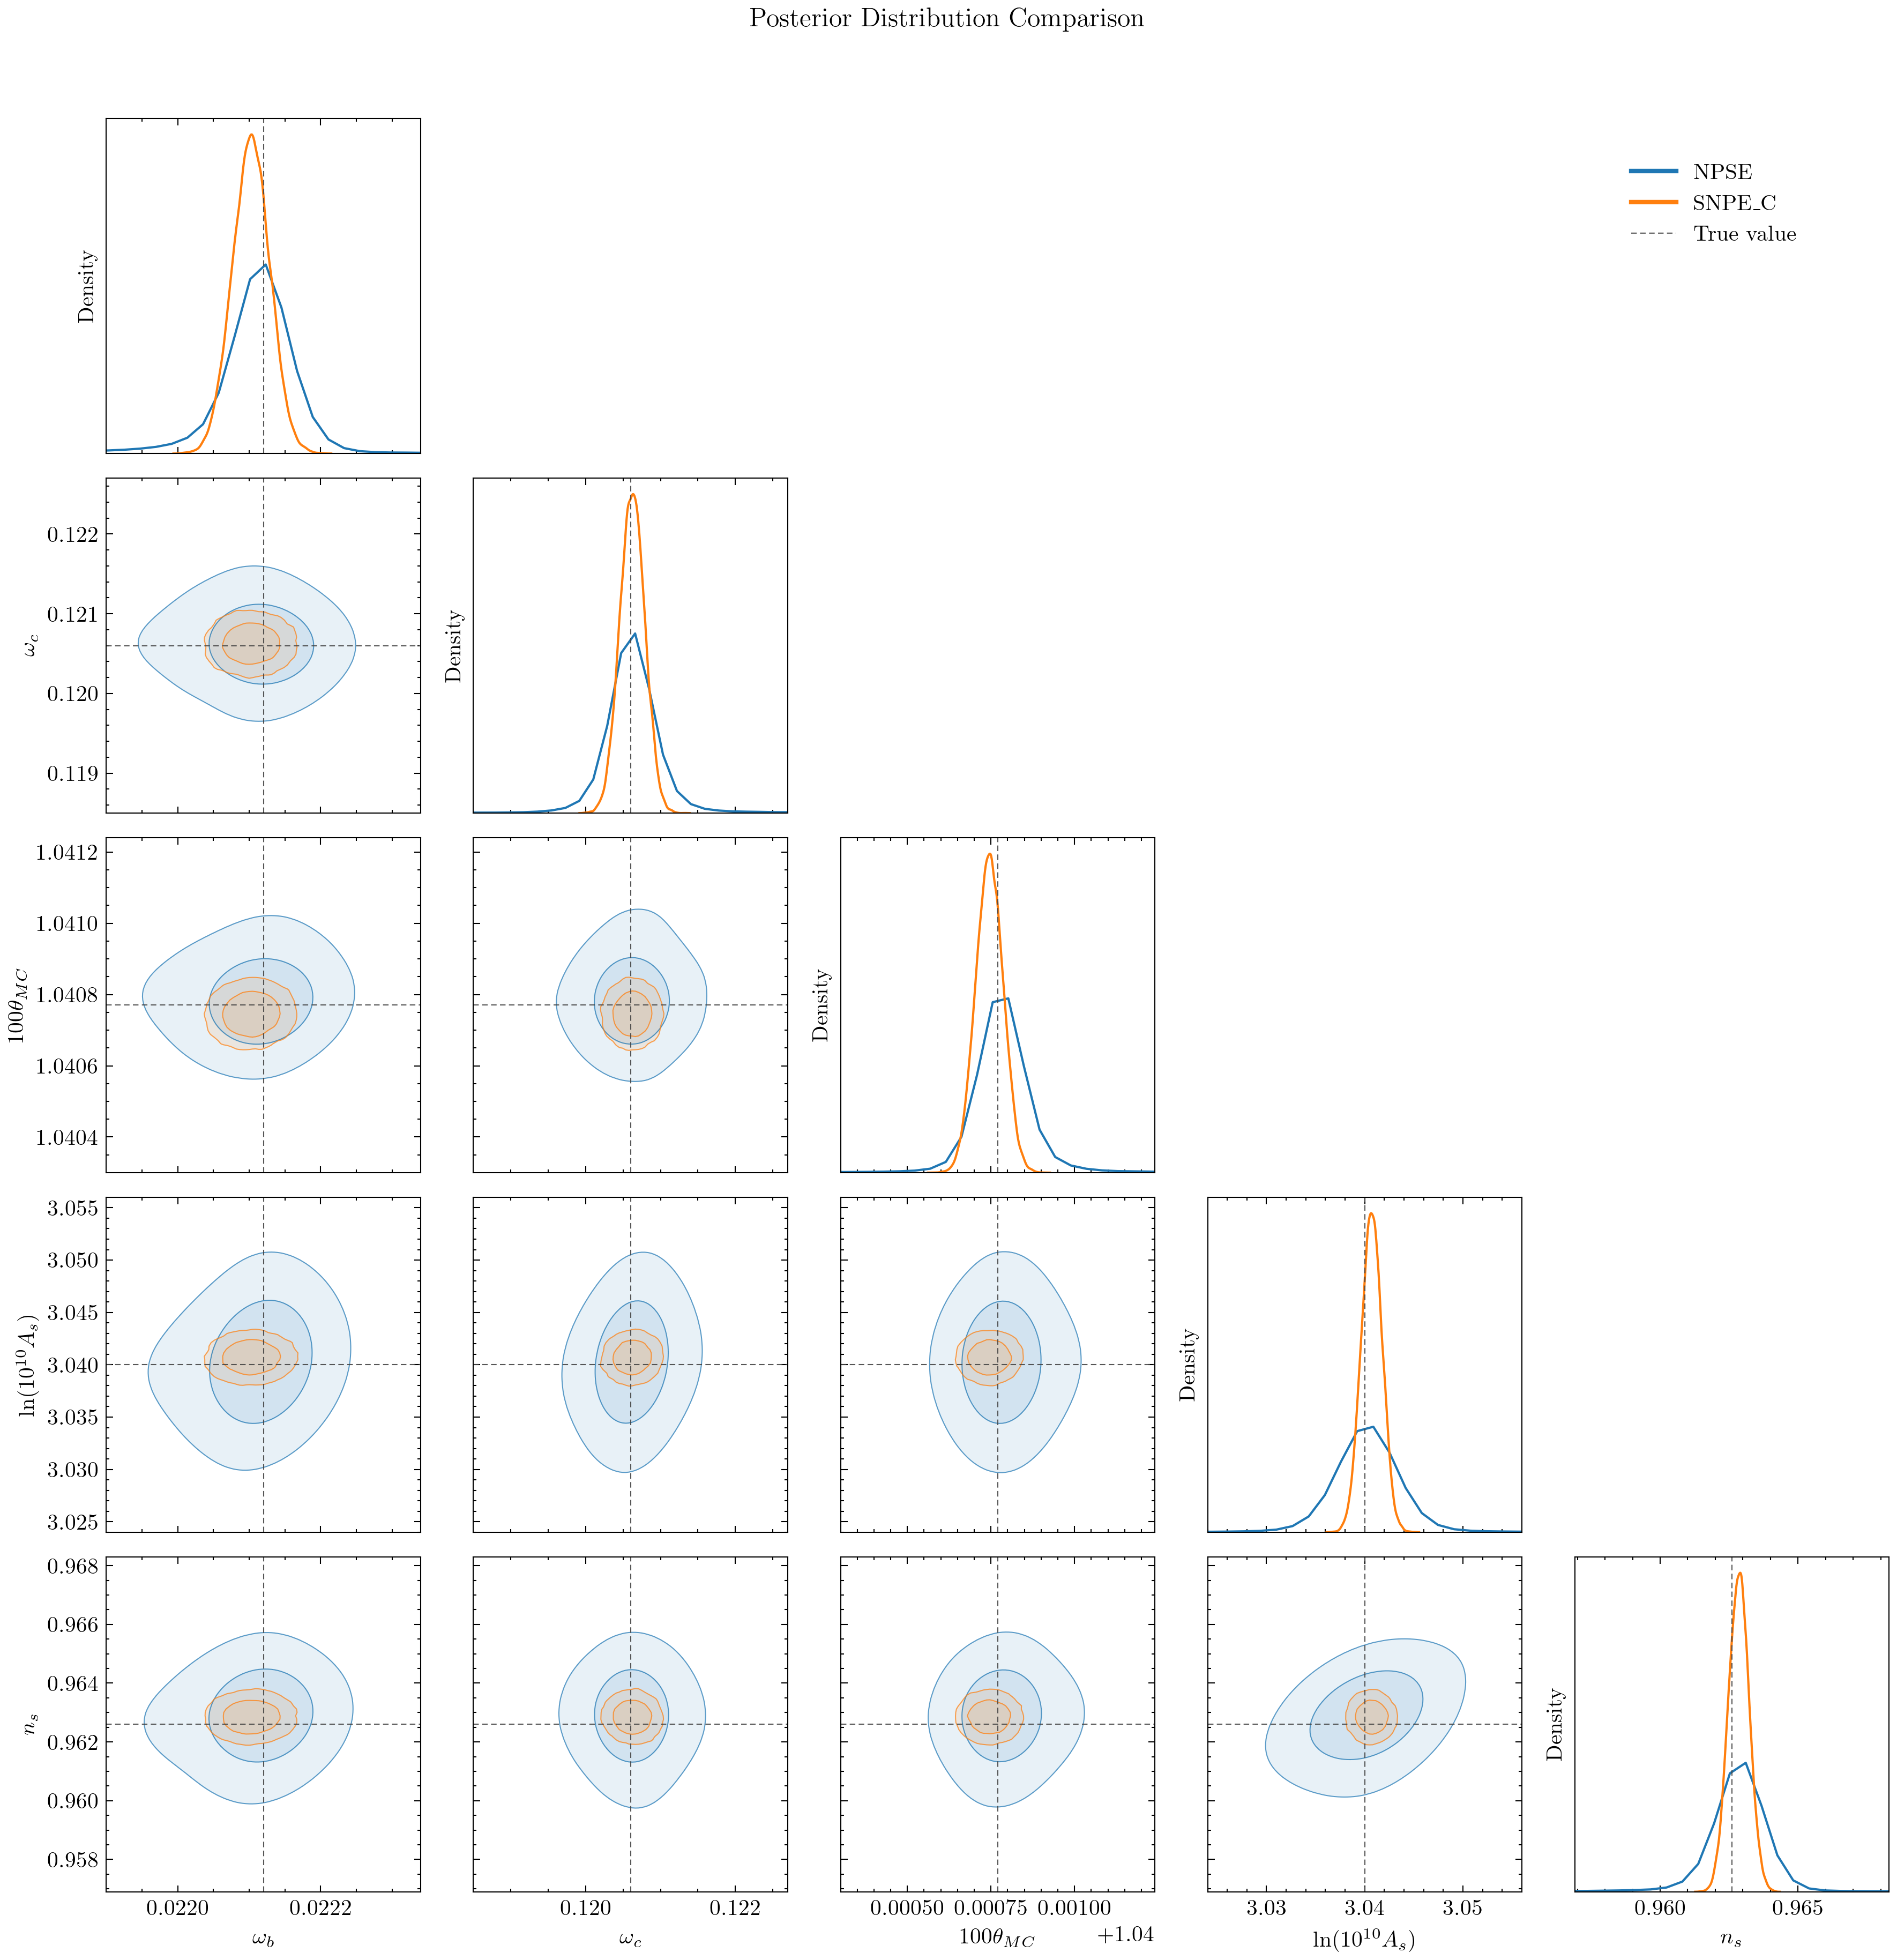 Posterior Distribution Comparison
NPSE
SNPE_C
True value
Density
0.122
0.121
0.120
0.119
ω_c
Density
1.0412
1.0410
1.0408
1.0406
1.0404
100θ_MC
Density
3.055
3.050
3.045
3.040
3.035
3.030
3.025
ln(10^10 A_s)
Density
0.968
0.966
0.964
0.962
0.960
0.958
n_s
Density
0.0220 0.0222
ω_b
0.120 0.122
ω_c
0.00050 0.00075 0.00100
100θ_MC +1.04
3.03 3.04 3.05
ln(10^10 A_s)
0.960 0.965
n_s